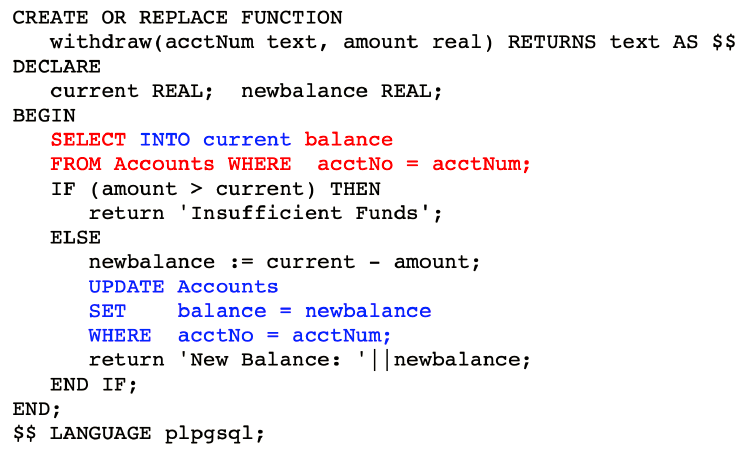 CREATE OR REPLACE FUNCTION
   withdraw(acctNum text, amount real) RETURNS text AS $$
DECLARE
   current REAL;  newbalance REAL;
BEGIN
   SELECT INTO current balance
   FROM Accounts WHERE  acctNo = acctNum;
   IF (amount > current) THEN
      return 'Insufficient Funds';
   ELSE
      newbalance := current - amount;
      UPDATE Accounts
      SET    balance = newbalance
      WHERE  acctNo = acctNum;
      return 'New Balance: '||newbalance;
   END IF;
END;
$$ LANGUAGE plpgsql;